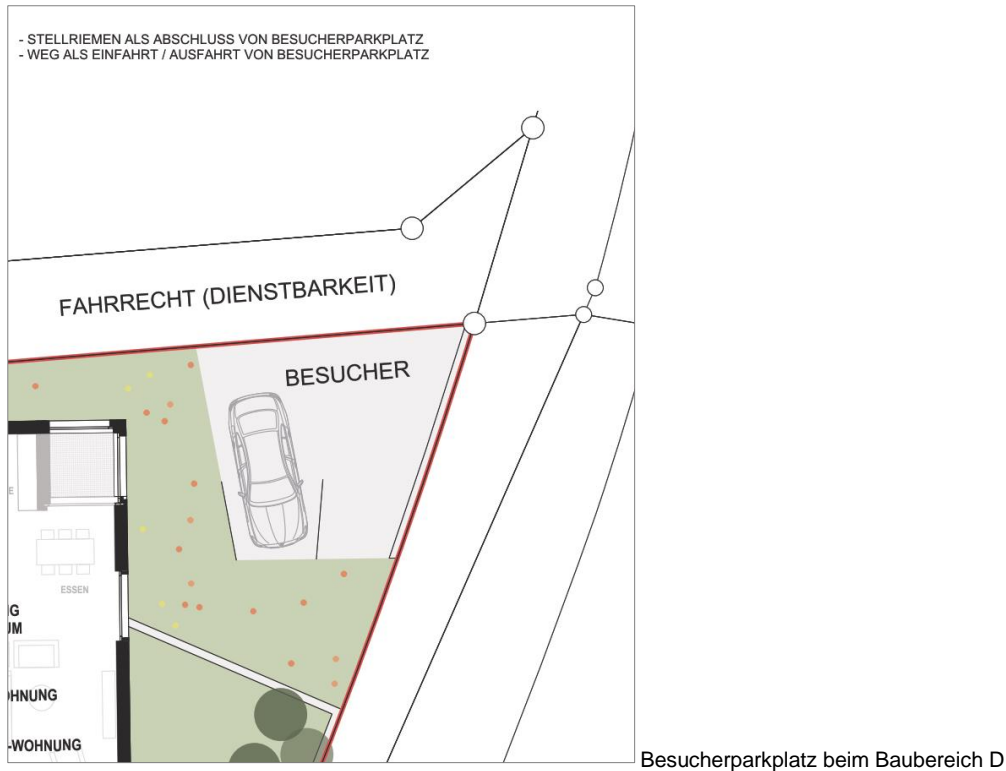 - STELLRIEMEN ALS ABSCHLUSS VON BESUCHERPARKPLATZ
- WEG ALS EINFAHRT / AUSFAHRT VON BESUCHERPARKPLATZ
FAHRRECHT (DIENSTBARKEIT)
BESUCHER
E
ESSEN
G
UM
OHNUNG
-WOHNUNG
Besucherparkplatz beim Baubereich D